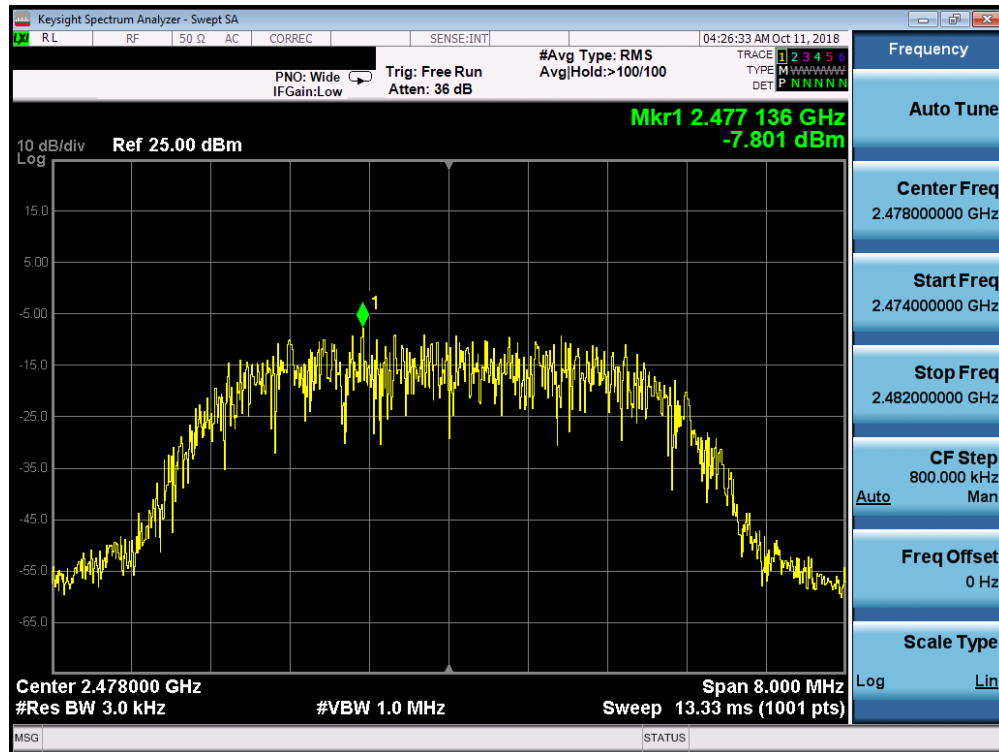 Keysight Spectrum Analyzer - Swept SA
LXI RL RF 50 Ω AC CORREC SENSE:INT 04:26:33 AM Oct 11, 2018
PNO: Wide
IFGain:Low
Trig: Free Run
Atten: 36 dB
#Avg Type: RMS
Avg|Hold:>100/100
TRACE 1 2 3 4 5 6
TYPE M WWWWW
DET P N N N N N
Mkr1 2.477 136 GHz
-7.801 dBm
10 dB/div Ref 25.00 dBm
Log
15.0
5.00
-5.00
-15.0
-25.0
-35.0
-45.0
-55.0
-65.0
1
Center 2.478000 GHz Span 8.000 MHz
#Res BW 3.0 kHz #VBW 1.0 MHz Sweep 13.33 ms (1001 pts)
MSG STATUS
Frequency
Auto Tune
Center Freq
2.478000000 GHz
Start Freq
2.474000000 GHz
Stop Freq
2.482000000 GHz
CF Step
800.000 kHz
Auto Man
Freq Offset
0 Hz
Scale Type
Log Lin